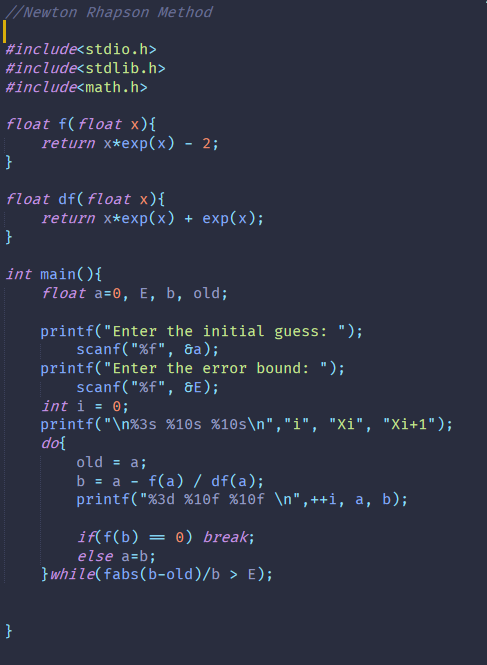 //Newton Rhapson Method
#include<stdio.h>
#include<stdlib.h>
#include<math.h>
float f(float x){
    return x*exp(x) - 2;
}
float df(float x){
    return x*exp(x) + exp(x);
}
int main(){
    float a=0, E, b, old;
    printf("Enter the initial guess: ");
        scanf("%f", &a);
    printf("Enter the error bound: ");
        scanf("%f", &E);
    int i = 0;
    printf("\n%3s %10s %10s\n","i", "Xi", "Xi+1");
    do{
        old = a;
        b = a - f(a) / df(a);
        printf("%3d %10f %10f \n",++i, a, b);
        if(f(b) == 0) break;
        else a=b;
    }while(fabs(b-old)/b > E);
}